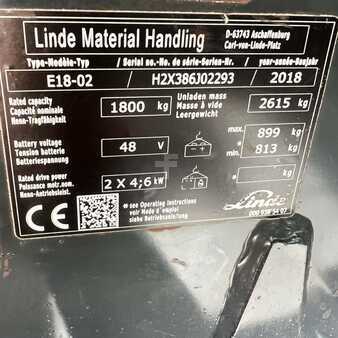 Linde Material Handling
D-63743 Aschaffenburg
Carl-von-Linde-Platz
Type-Modèle-Typ / Serial no.-No. de série-Serien-Nr. / year-année-Baujahr
E18-02 / H2X386J02293 / 2018
Rated capacity
Capacité nominale
Nenn-Tragfähigkeit
1800 kg
Unladen mass
Masse à vide
Leergewicht
2615 kg
Battery voltage
Tension batterie
Batteriespannung
48 V
max. 899 kg
* min. 813 kg
Rated drive power
Puissance motr.nom.
Nenn-Antriebsleist.
2 X 4,6 kW
* kg
CE
* see Operating instructions
voir Mode d'emploi
siehe Betriebsanleitung
Linde